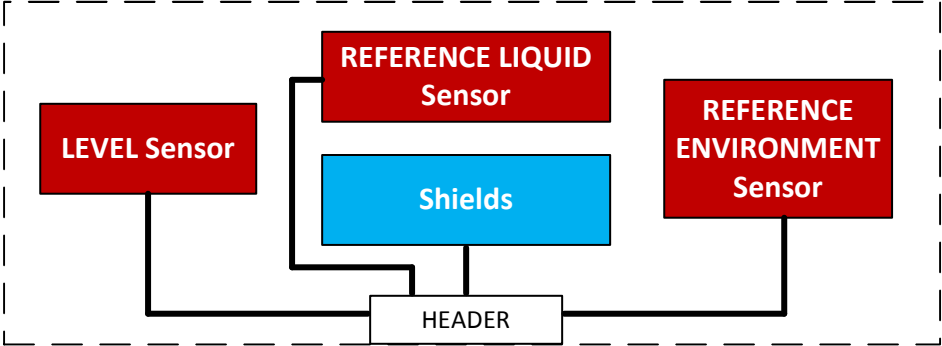 REFERENCE LIQUID
Sensor
LEVEL Sensor
REFERENCE
ENVIRONMENT
Sensor
Shields
HEADER